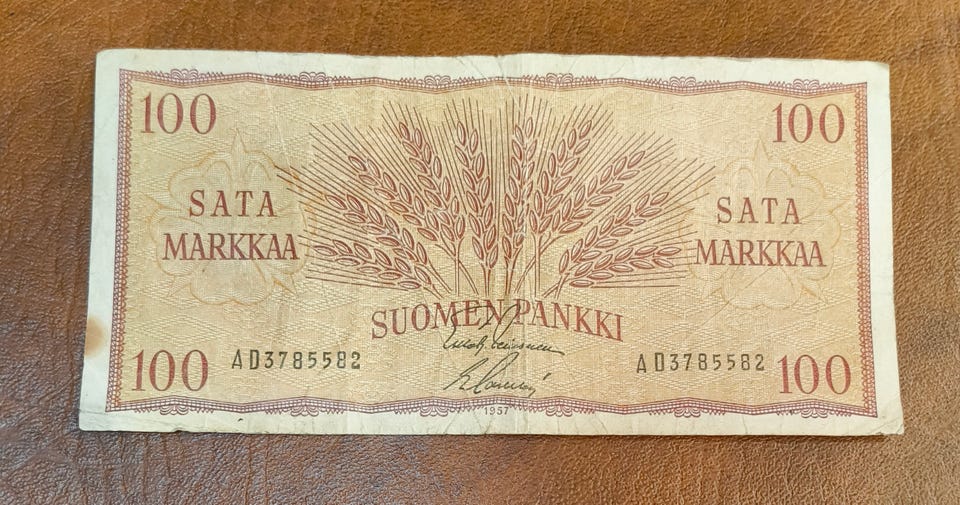 100 100
SATA SATA
MARKKAA MARKKAA
SUOMEN PANKKI
100 AD3785582 AD3785582 100
1957